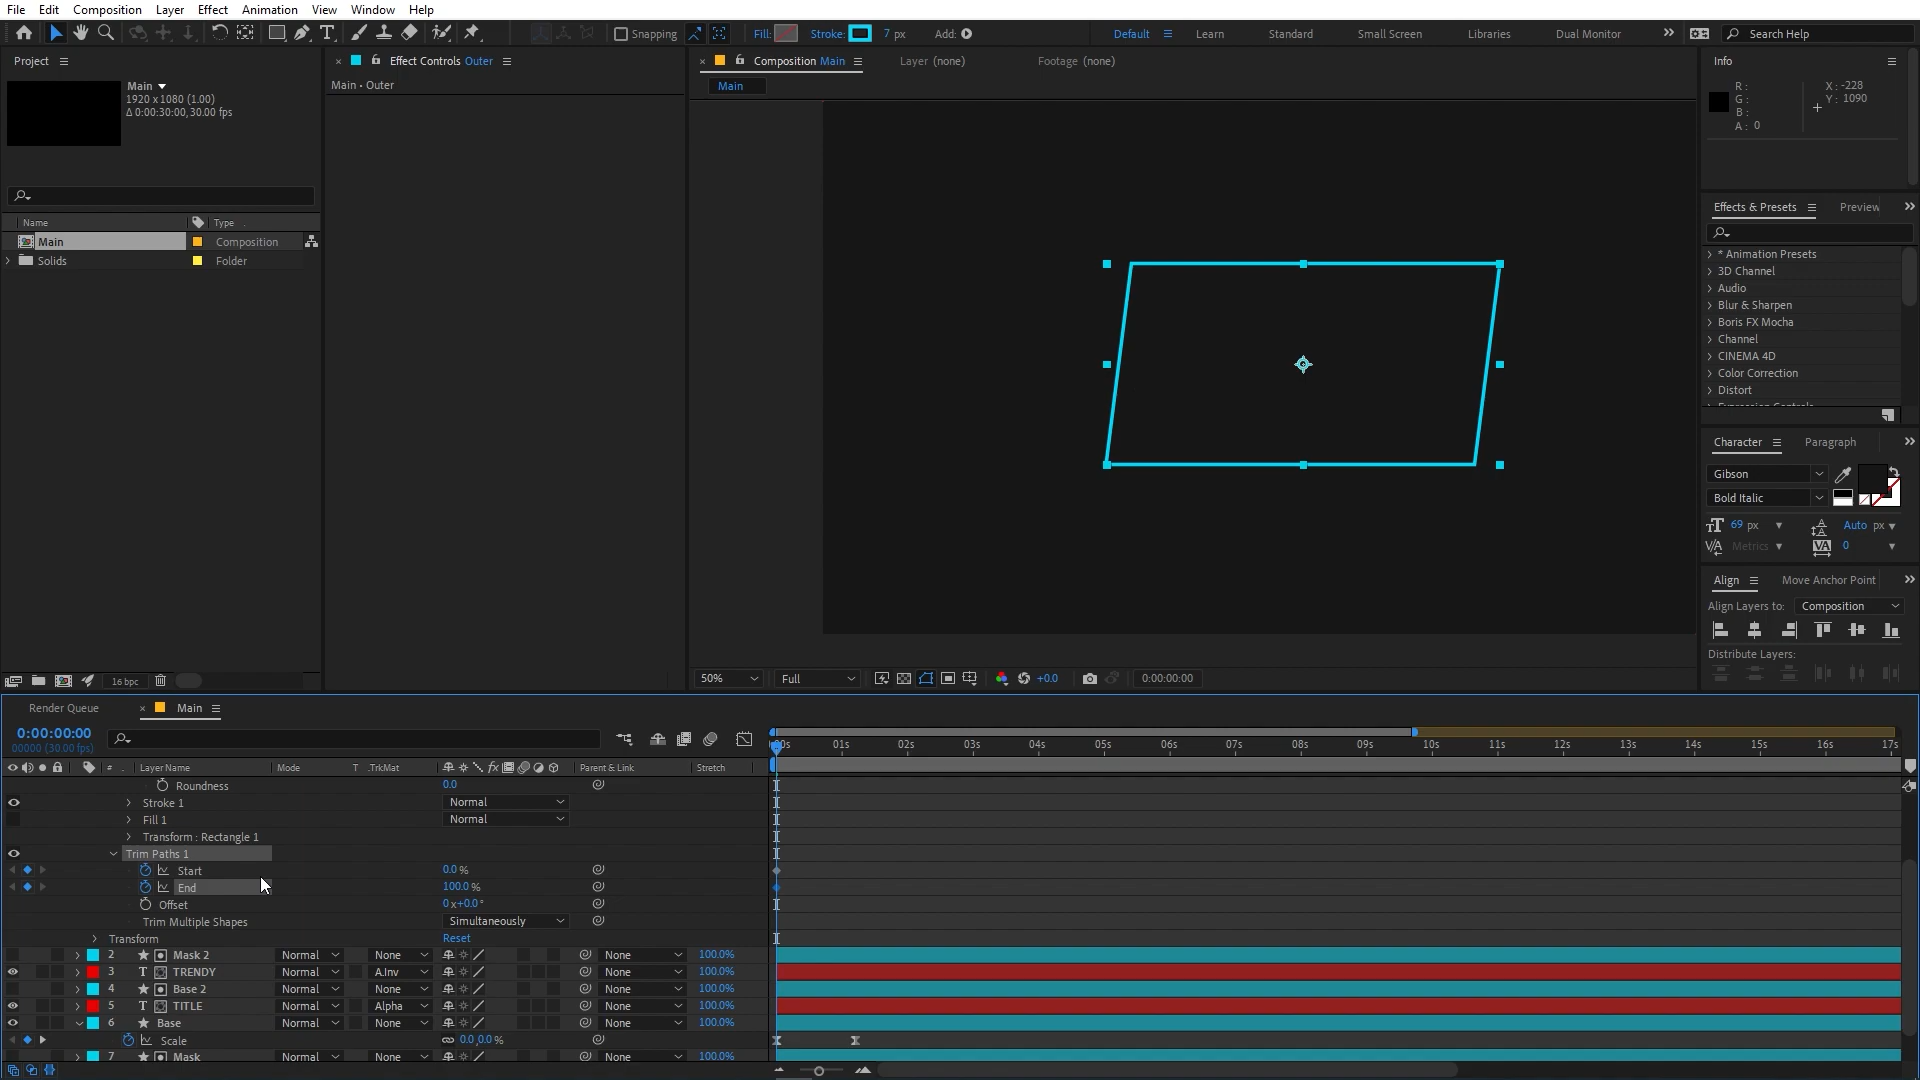 File Edit Composition Layer Effect Animation View Window Help
Snapping Fill: Stroke: 7 px Add: Default Learn Standard Small Screen Libraries Dual Monitor Search Help
Project
Main
1920 x 1080 (1.00)
Δ 0:00:30:00, 30.00 fps
Name Type
Main Composition
Solids Folder
16 bpc
Effect Controls Outer
Main • Outer
Composition Main Layer (none) Footage (none)
Main
50% Full +0.0 0:00:00:00
Info
R: X: -228
G: Y: 1090
B:
A: 0
Effects & Presets Preview
* Animation Presets
3D Channel
Audio
Blur & Sharpen
Boris FX Mocha
Channel
CINEMA 4D
Color Correction
Distort
Expression Controls
Character Paragraph
Gibson
Bold Italic
69 px Auto px
Metrics 0
Align Move Anchor Point
Align Layers to: Composition
Distribute Layers:
Render Queue Main
0:00:00:00
00000 (30.00 fps)
01s 02s 03s 04s 05s 06s 07s 08s 09s 10s 11s 12s 13s 14s 15s 16s 17s
# Layer Name Mode T .TrkMat fx Parent & Link Stretch
Roundness 0.0
Stroke 1 Normal
Fill 1 Normal
Transform : Rectangle 1
Trim Paths 1
Start 0.0 %
End 100.0 %
Offset 0 x+0.0 °
Trim Multiple Shapes Simultaneously
Transform Reset
2 Mask 2 Normal None None 100.0%
3 T TRENDY Normal A.Inv None 100.0%
4 Base 2 Normal None None 100.0%
5 T TITLE Normal Alpha None 100.0%
6 Base Normal None None 100.0%
Scale 0.0,0.0 %
7 Mask Normal None None 100.0%